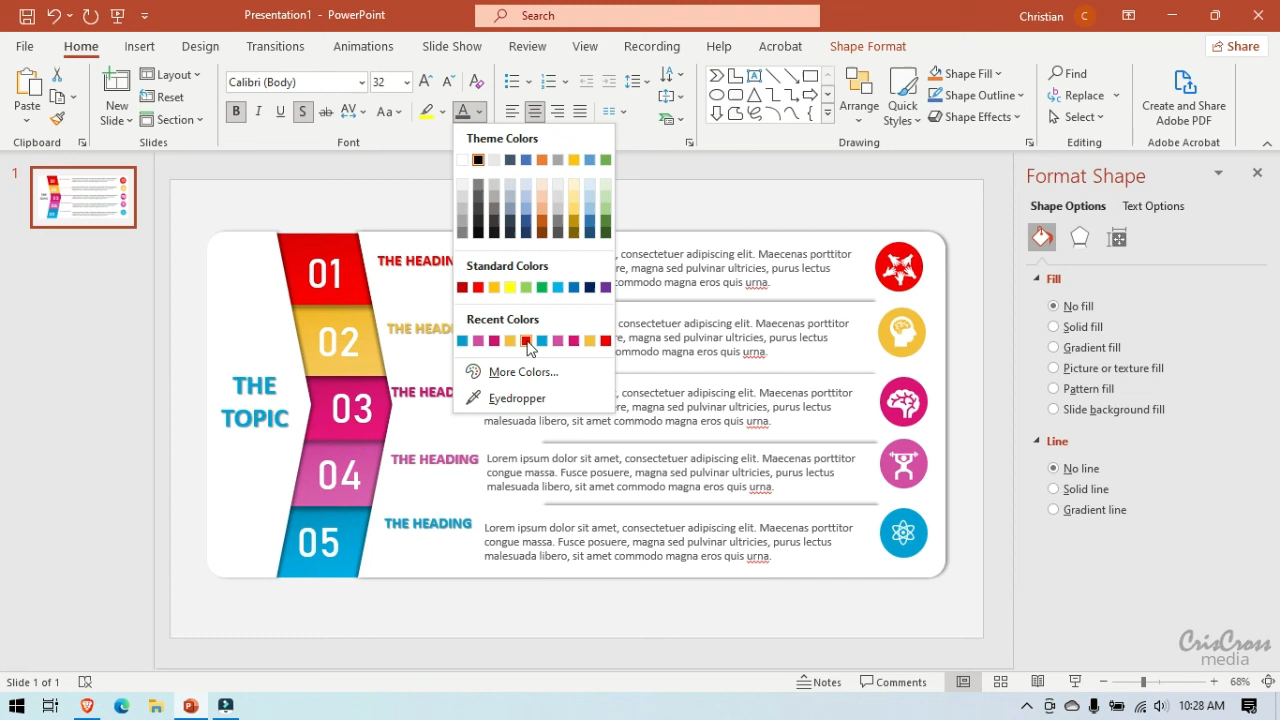 Presentation1 - PowerPoint
Search
Christian
C
File
Home
Insert
Design
Transitions
Animations
Slide Show
Review
View
Recording
Help
Acrobat
Shape Format
Share
Paste
New
Slide
Layout
Reset
Section
Calibri (Body)
32
Shape Fill
Shape Outline
Shape Effects
Arrange
Quick
Styles
Find
Replace
Select
Create and Share
Adobe PDF
Clipboard
Slides
Font
Drawing
Editing
Adobe Acrobat
Theme Colors
Standard Colors
Recent Colors
More Colors...
Eyedropper
1
THE
TOPIC
01
THE HEADIN
, consectetuer adipiscing elit. Maecenas porttitor
re, magna sed pulvinar ultricies, purus lectus
commodo magna eros quis urna.
02
THE HEADI
consectetuer adipiscing elit. Maecenas porttitor
re, magna sed pulvinar ultricies, purus lectus
commodo magna eros quis urna.
03
THE HEAD
, consectetuer adipiscing elit. Maecenas porttitor
re, magna sed pulvinar ultricies, purus lectus
malesuada libero, sit amet commodo magna eros quis urna.
04
THE HEADING
Lorem ipsum dolor sit amet, consectetuer adipiscing elit. Maecenas porttitor
congue massa. Fusce posuere, magna sed pulvinar ultricies, purus lectus
malesuada libero, sit amet commodo magna eros quis urna.
05
THE HEADING
Lorem ipsum dolor sit amet, consectetuer adipiscing elit. Maecenas porttitor
congue massa. Fusce posuere, magna sed pulvinar ultricies, purus lectus
malesuada libero, sit amet commodo magna eros quis urna.
Format Shape
Shape Options
Text Options
Fill
No fill
Solid fill
Gradient fill
Picture or texture fill
Pattern fill
Slide background fill
Line
No line
Solid line
Gradient line
CrisCross
media
Slide 1 of 1
Notes
Comments
68%
10:28 AM